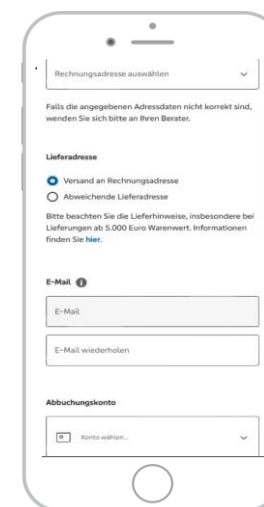 Rechnungsadresse auswählen
Falls die angegebenen Adressdaten nicht korrekt sind,
wenden Sie sich bitte an Ihren Berater.
Lieferadresse
Versand an Rechnungsadresse
Abweichende Lieferadresse
Bitte beachten Sie die Lieferhinweise, insbesondere bei
Lieferungen ab 5.000 Euro Warenwert. Informationen
finden Sie hier.
E-Mail
E-Mail
E-Mail wiederholen
Abbuchungskonto
Konto wählen...